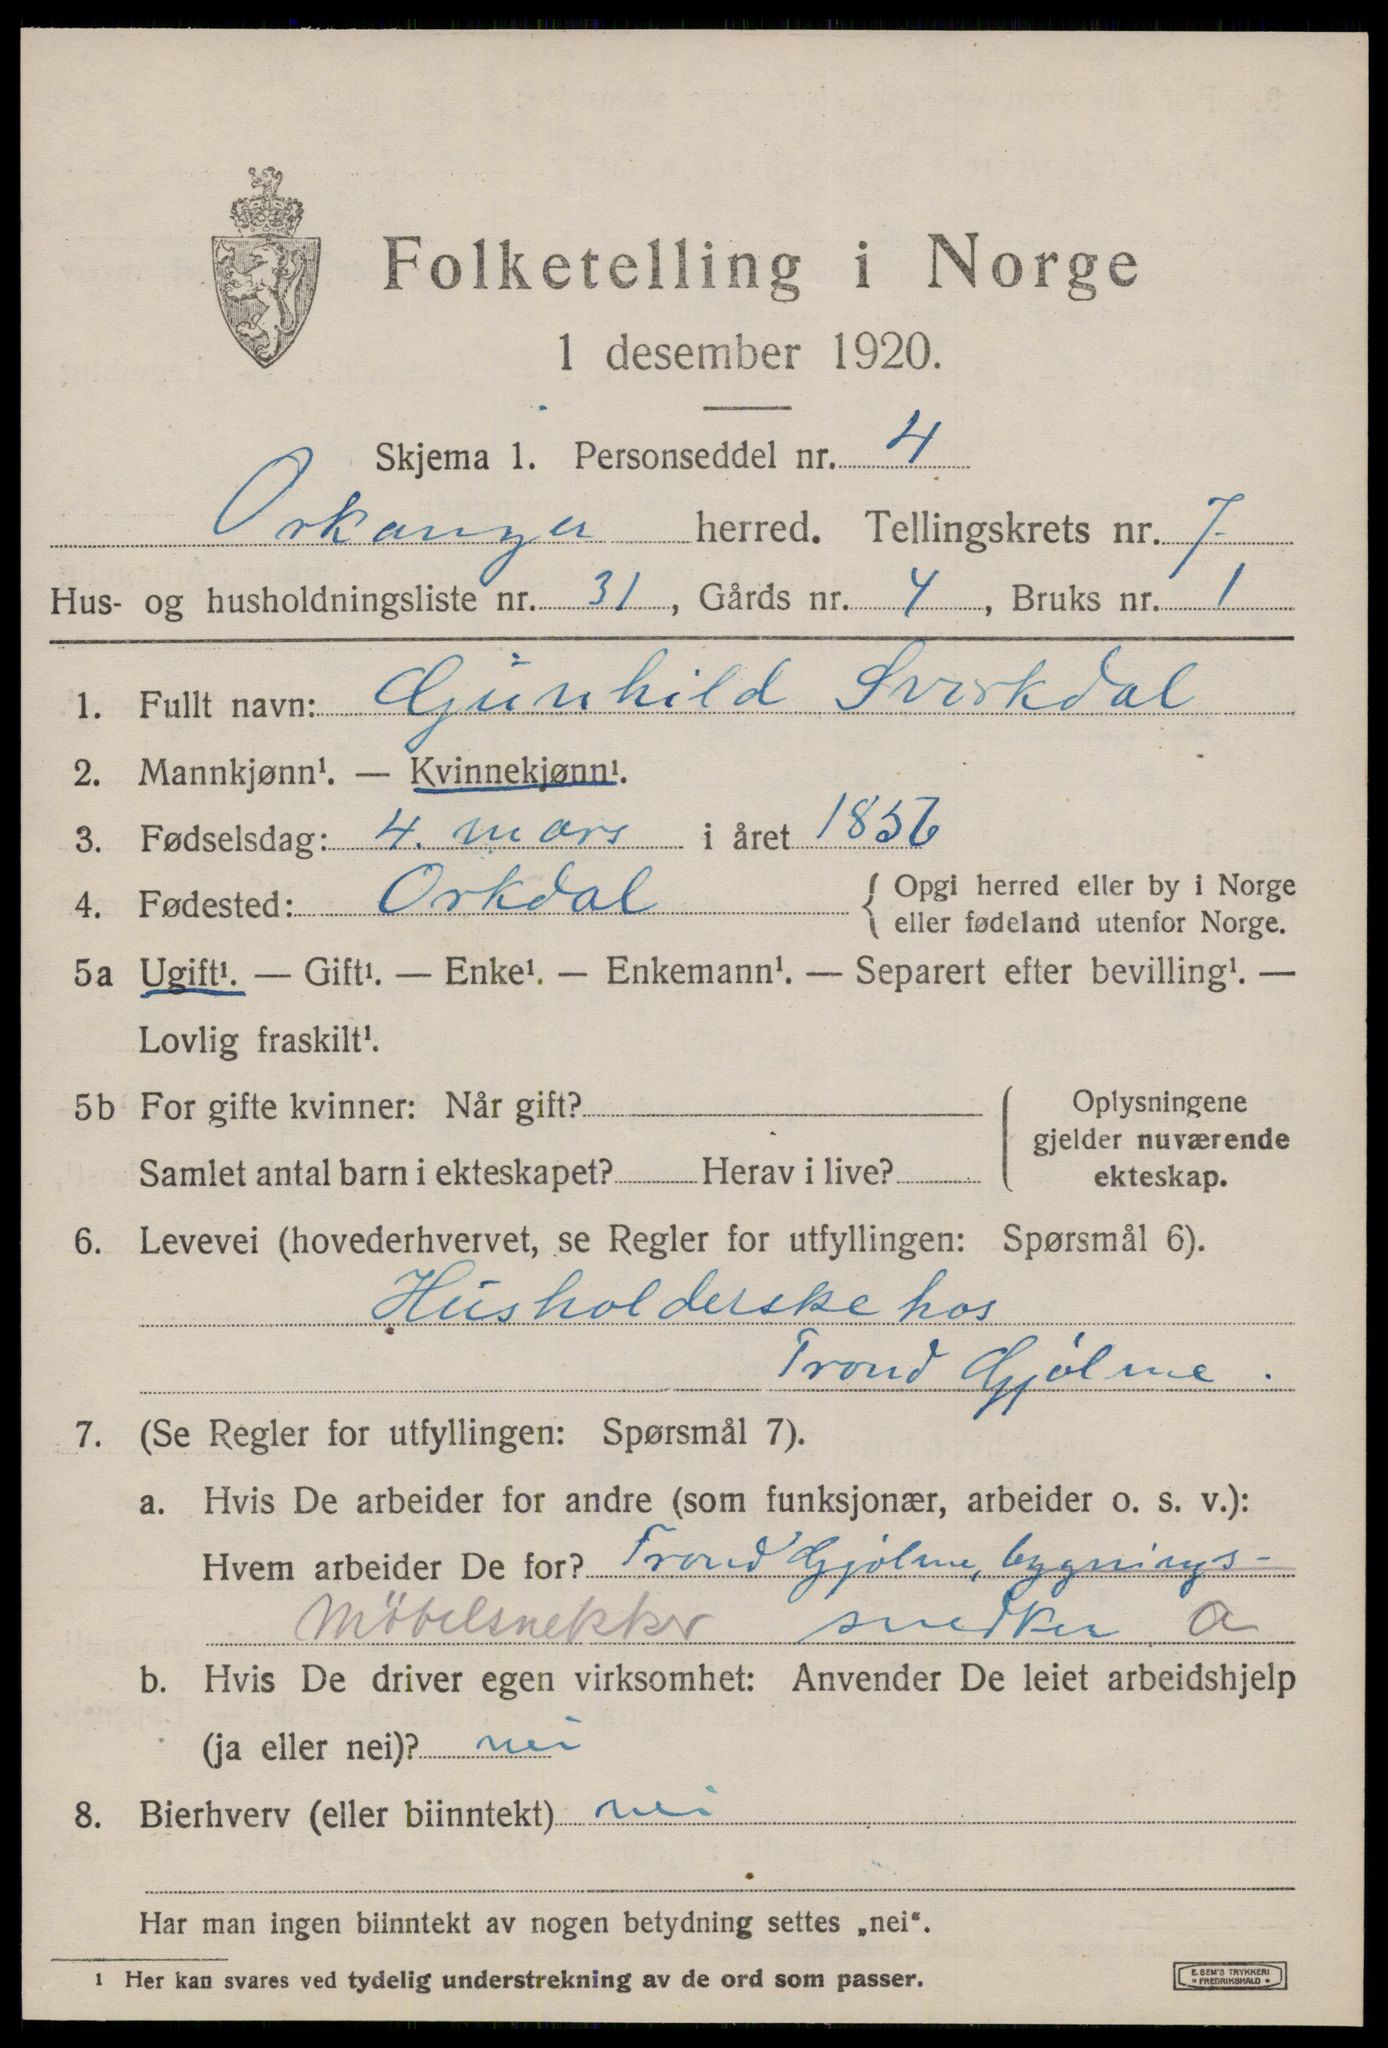 Folketelling i Norge
1 desember 1920.
Skjema 1. Personseddel nr. 4
Orkanger herred. Tellingskrets nr. 7
Hus- og husholdningsliste nr. 31, Gårds nr. 4, Bruks nr. 1
1. Fullt navn: Gjünhild Svorkdal
2. Mannkjønn¹. — Kvinnekjønn¹.
3. Fødselsdag: 4. mars i året 1856
4. Fødested: Orkdal { Opgi herred eller by i Norge
eller fødeland utenfor Norge.
5a Ugift¹. — Gift¹. — Enke¹. — Enkemann¹. — Separert efter bevilling¹. —
Lovlig fraskilt¹.
5b For gifte kvinner: Når gift?
Samlet antal barn i ekteskapet? Herav i live?
Oplysningene
gjelder nuværende
ekteskap.
6. Levevei (hovederhvervet, se Regler for utfyllingen: Spørsmål 6).
Hüsholderske hos
Trond Gjølme.
7. (Se Regler for utfyllingen: Spørsmål 7).
a. Hvis De arbeider for andre (som funksjonær, arbeider o. s. v.):
Hvem arbeider De for? Trond Gjølme, bygnings-
Möbelsnekker snedker a
b. Hvis De driver egen virksomhet: Anvender De leiet arbeidshjelp
(ja eller nei)? nei
8. Bierhverv (eller biinntekt) nei
Har man ingen biinntekt av nogen betydning settes „nei“.
1 Her kan svares ved tydelig understrekning av de ord som passer.
E. SEM'S TRYKKERI
FREDRIKSHALD